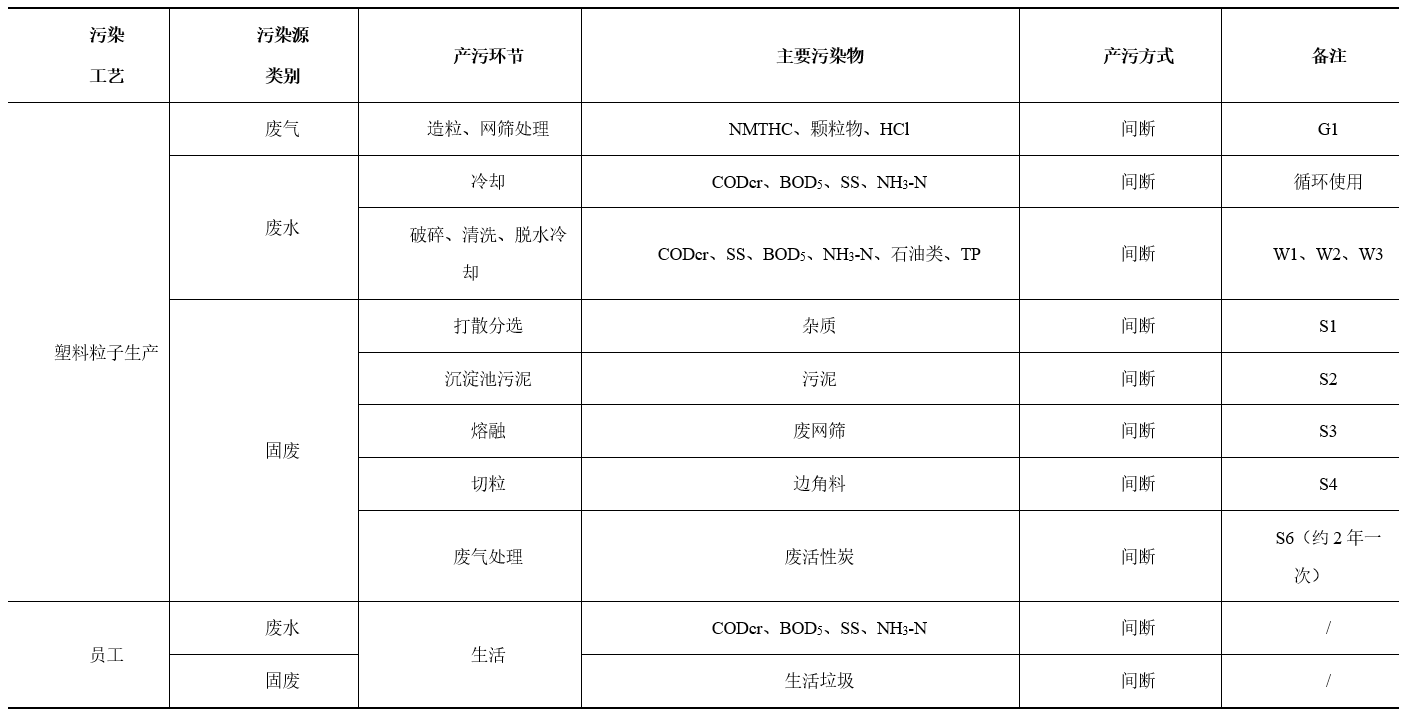 污染工艺 污染源类别 产污环节 主要污染物 产污方式 备注
塑料粒子生产 废气 造粒、网筛处理 NMTHC、颗粒物、HCl 间断 G1
废水 冷却 CODcr、BOD₅、SS、NH₃-N 间断 循环使用
破碎、清洗、脱水冷却 CODcr、SS、BOD₅、NH₃-N、石油类、TP 间断 W1、W2、W3
固废 打散分选 杂质 间断 S1
沉淀池污泥 污泥 间断 S2
熔融 废网筛 间断 S3
切粒 边角料 间断 S4
废气处理 废活性炭 间断 S6（约 2 年一次）
员工 废水 生活 CODcr、BOD₅、SS、NH₃-N 间断 /
固废 生活垃圾 间断 /